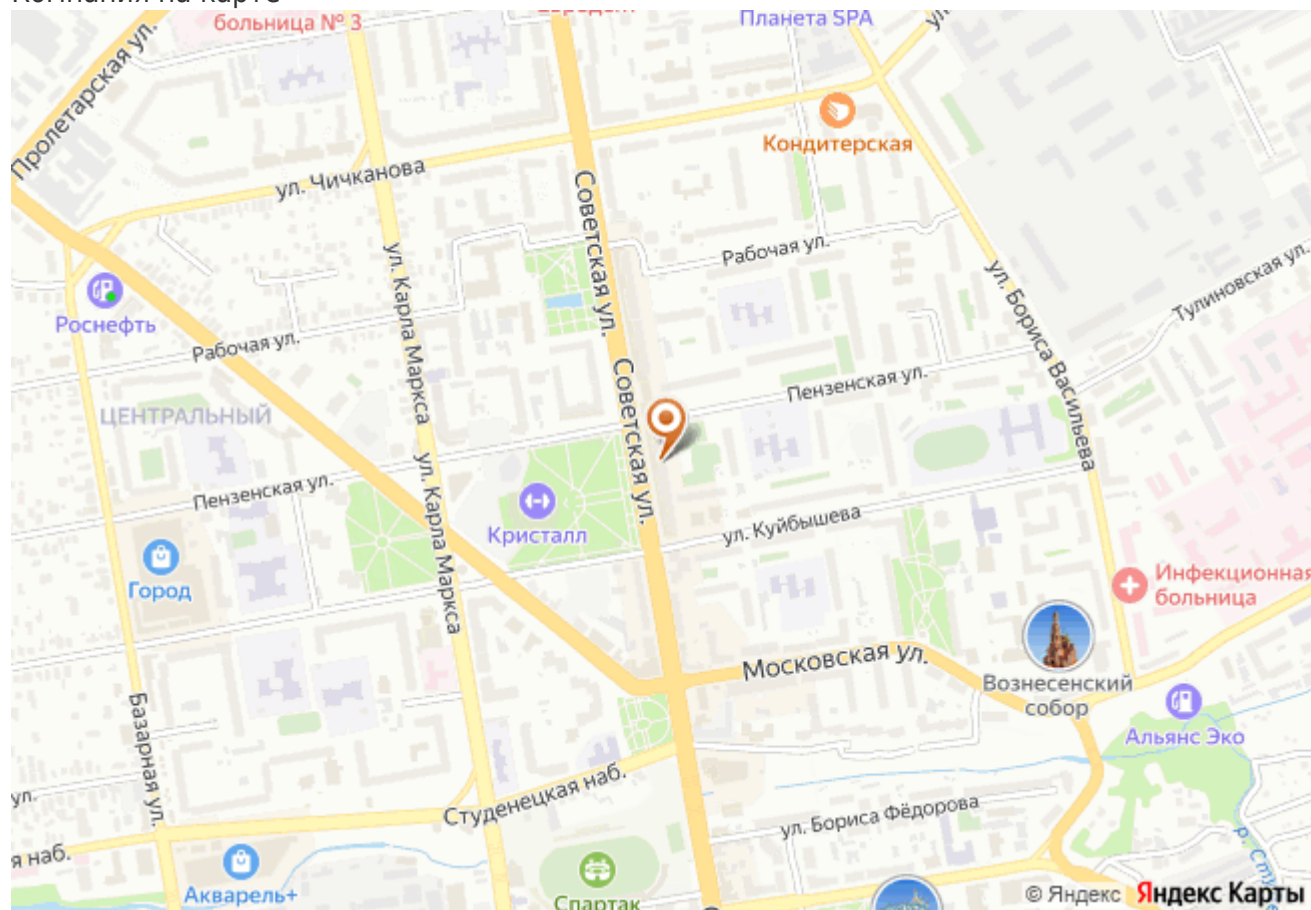 больница № 3
Планета SPA
Пролетарская ул.
Кондитерская
ул. Чичканова
Советская ул.
ул. Карла Маркса
Рабочая ул.
ул. Бориса Васильева
Тулиновская ул.
Роснефть
Рабочая ул.
Советская ул.
Пензенская ул.
ЦЕНТРАЛЬНЫЙ
ул. Карла Маркса
Пензенская ул.
Кристалл
ул. Куйбышева
Город
Инфекционная
больница
Московская ул.
Вознесенский
собор
Базарная ул.
Альянс Эко
Студенецкая наб.
ул.
ул. Бориса Фёдорова
я наб.
Акварель+
Спартак
© Яндекс Яндекс Карты